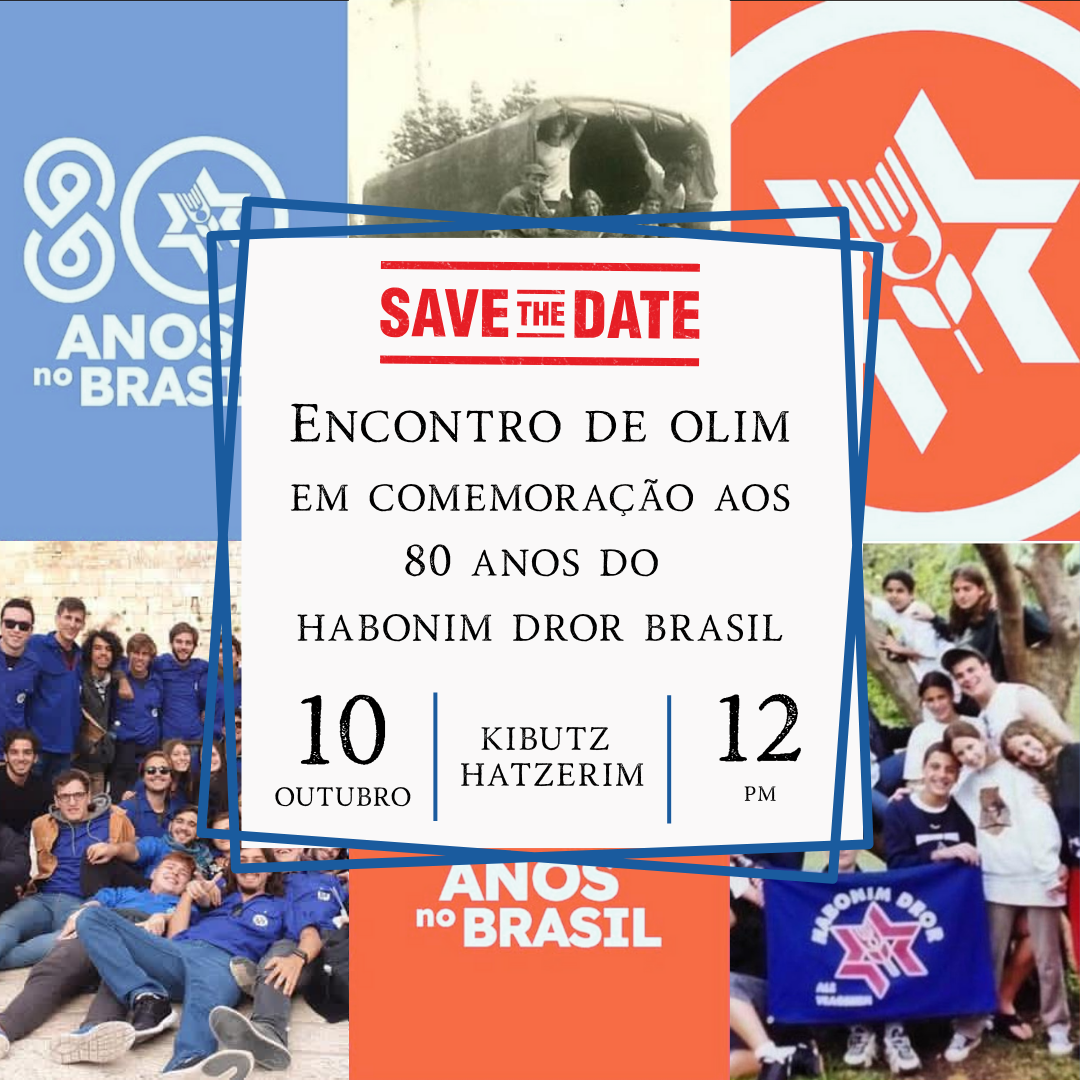 80
ANOS
no BRASIL
SAVE THE DATE
ENCONTRO DE OLIM
EM COMEMORAÇÃO AOS
80 ANOS DO
HABONIM DROR BRASIL
10
OUTUBRO
KIBUTZ
HATZERIM
12
PM
ANOS
no BRASIL
HABONIM DROR